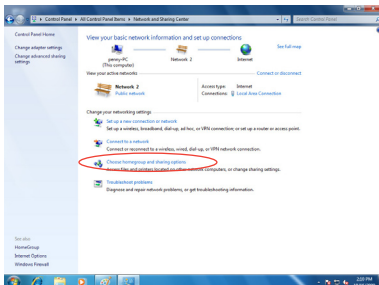 Control Panel ▸ All Control Panel Items ▸ Network and Sharing Center
Search Control Panel
Control Panel Home
Change adapter settings
Change advanced sharing
settings
View your basic network information and set up connections
See full map
penny-PC
(This computer)
Network 2
Internet
View your active networks
Connect or disconnect
Network 2
Public network
Access type: Internet
Connections: Local Area Connection
Change your networking settings
Set up a new connection or network
Set up a wireless, broadband, dial-up, ad hoc, or VPN connection; or set up a router or access point.
Connect to a network
Connect or reconnect to a wireless, wired, dial-up, or VPN network connection.
Choose homegroup and sharing options
Access files and printers located on other network computers, or change sharing settings.
Troubleshoot problems
Diagnose and repair network problems, or get troubleshooting information.
See also
HomeGroup
Internet Options
Windows Firewall